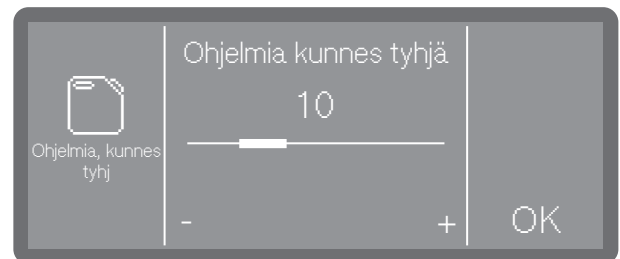 Ohjelmia, kunnes
tyhj
Ohjelmia kunnes tyhjä
10
- +
OK